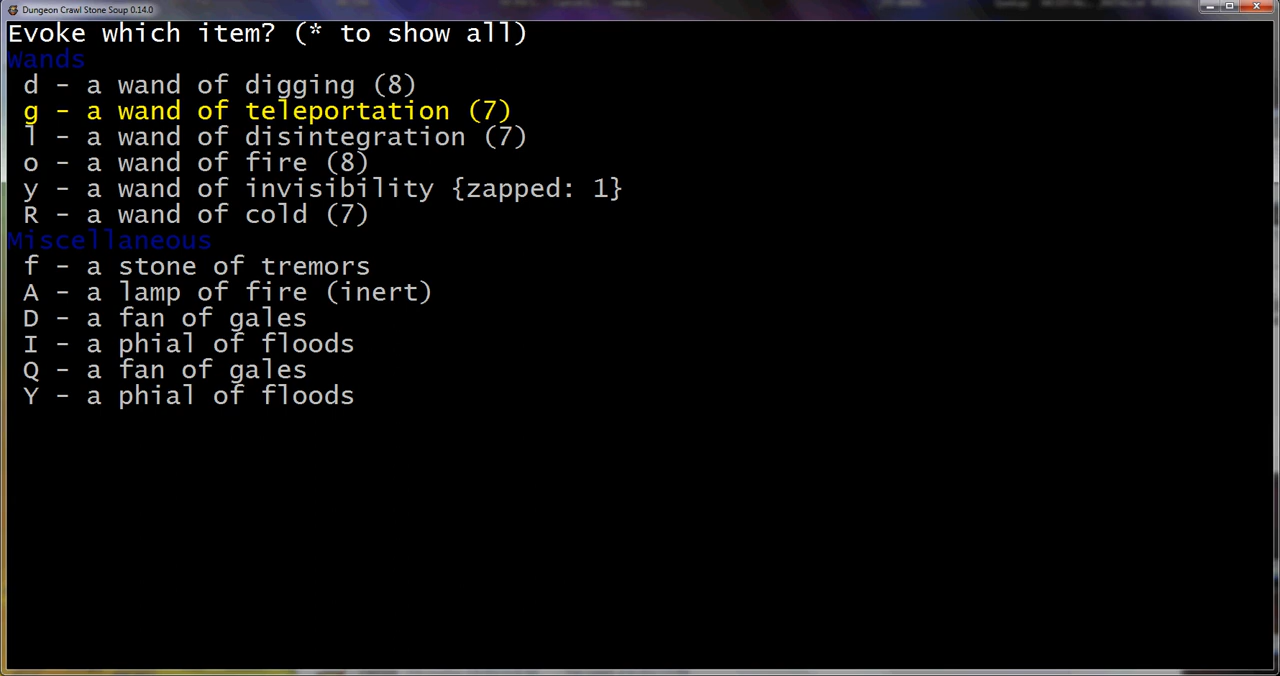 Dungeon Crawl Stone Soup 0.14.0
Evoke which item? (* to show all)
Wands
d - a wand of digging (8)
g - a wand of teleportation (7)
l - a wand of disintegration (7)
o - a wand of fire (8)
y - a wand of invisibility {zapped: 1}
R - a wand of cold (7)
Miscellaneous
f - a stone of tremors
A - a lamp of fire (inert)
D - a fan of gales
I - a phial of floods
Q - a fan of gales
Y - a phial of floods